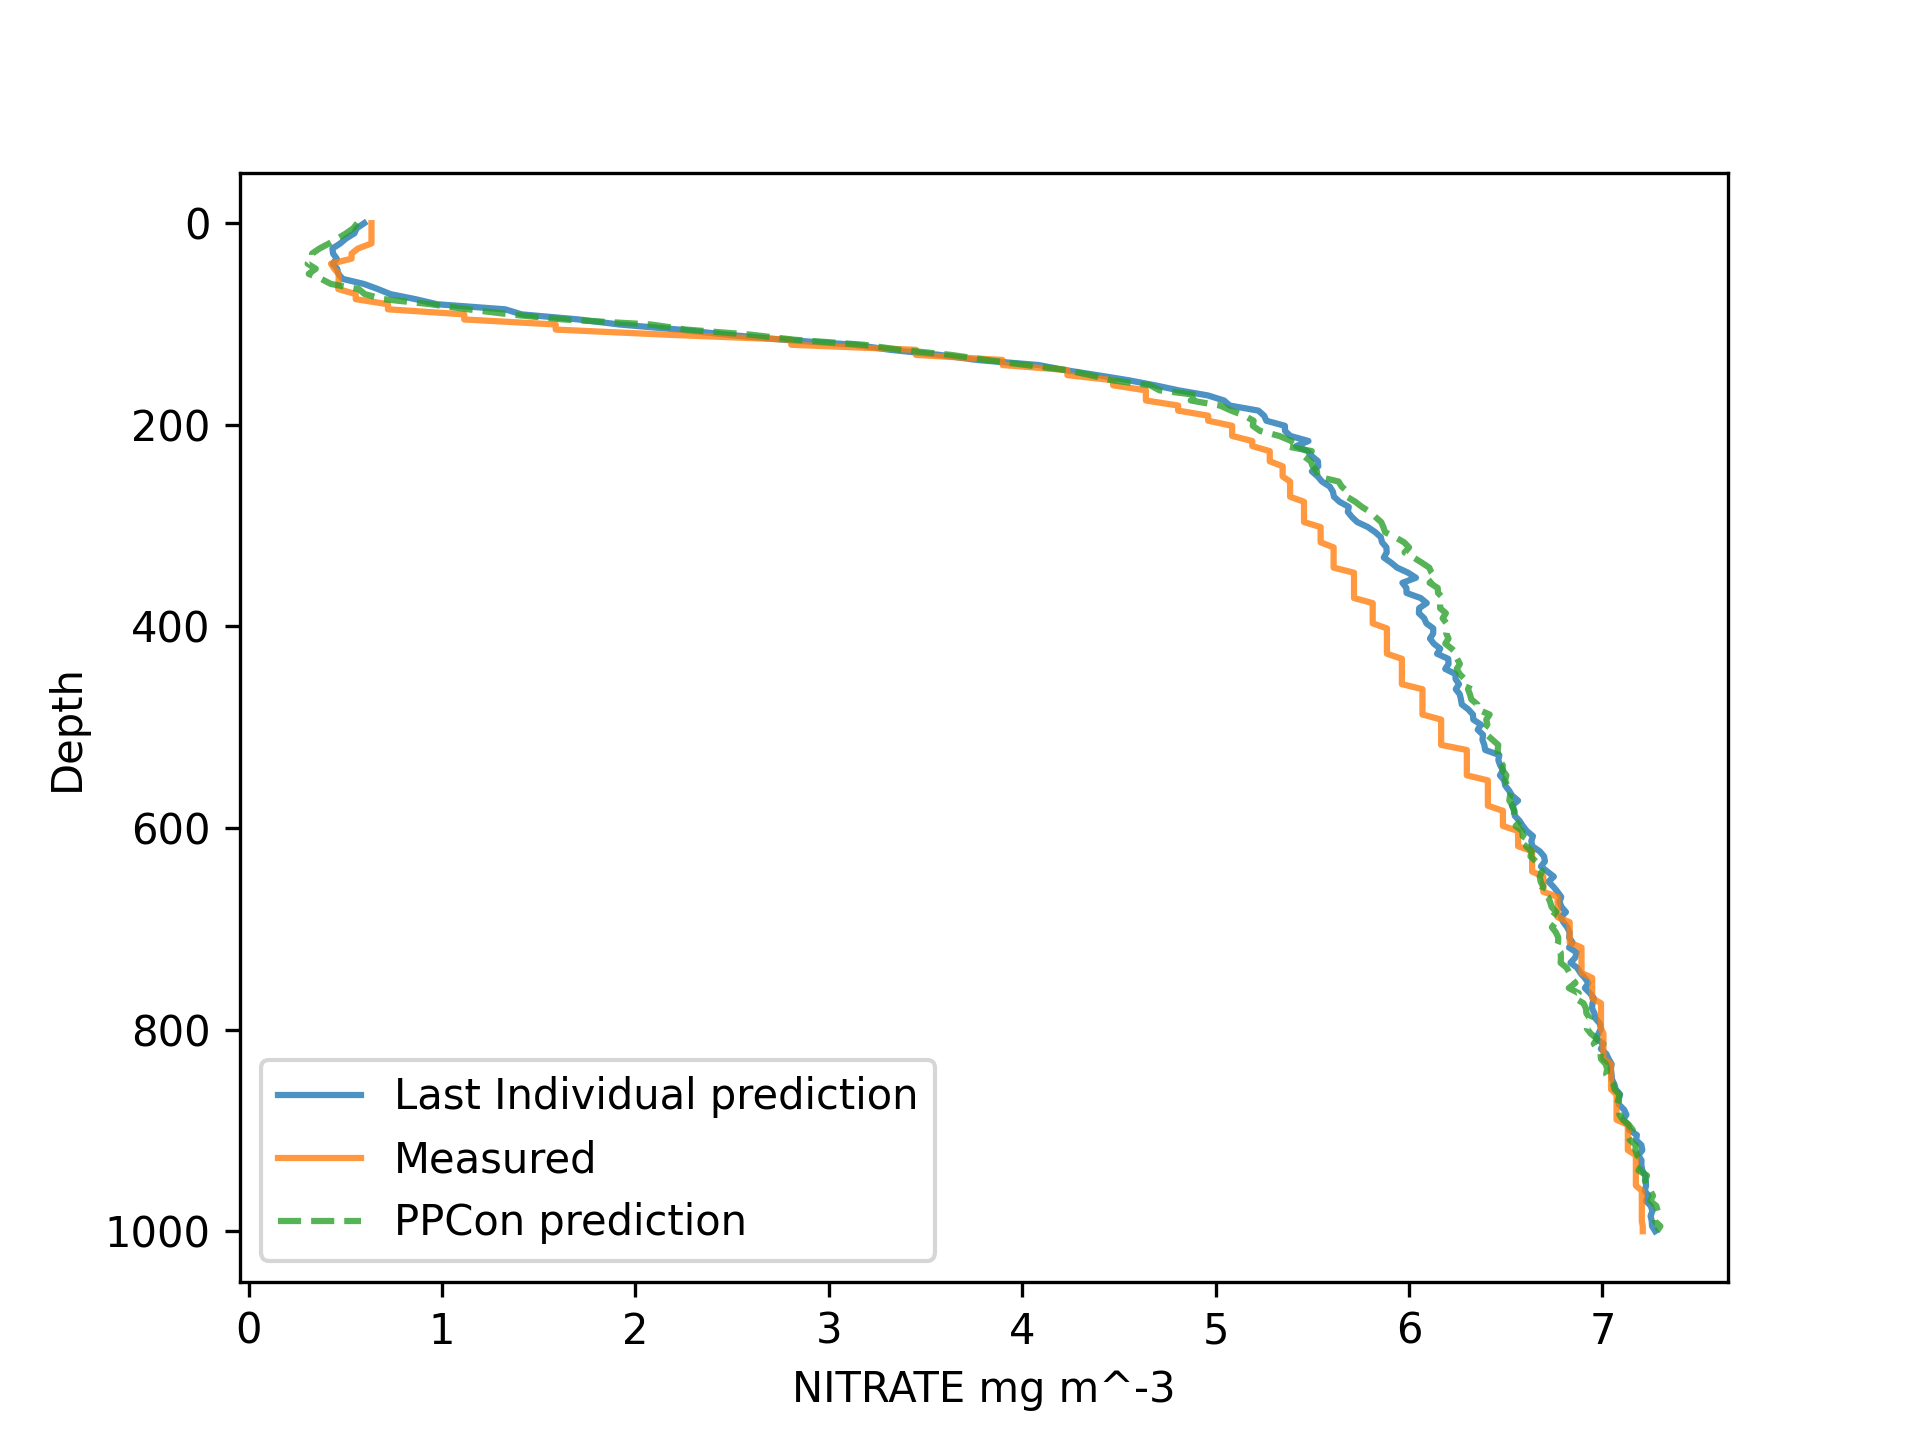 0
200
400
600
800
1000
Depth
Last Individual prediction
Measured
PPCon prediction
0 1 2 3 4 5 6 7
NITRATE mg m^-3